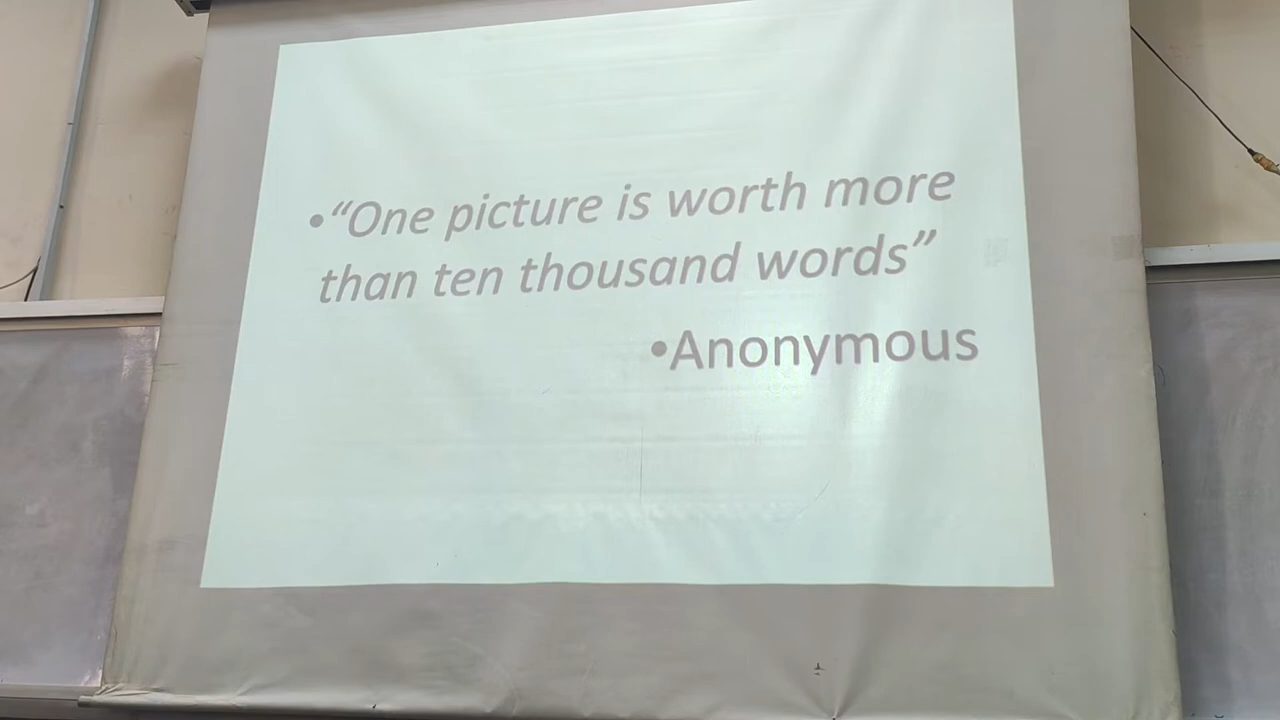 •“One picture is worth more
than ten thousand words”
•Anonymous